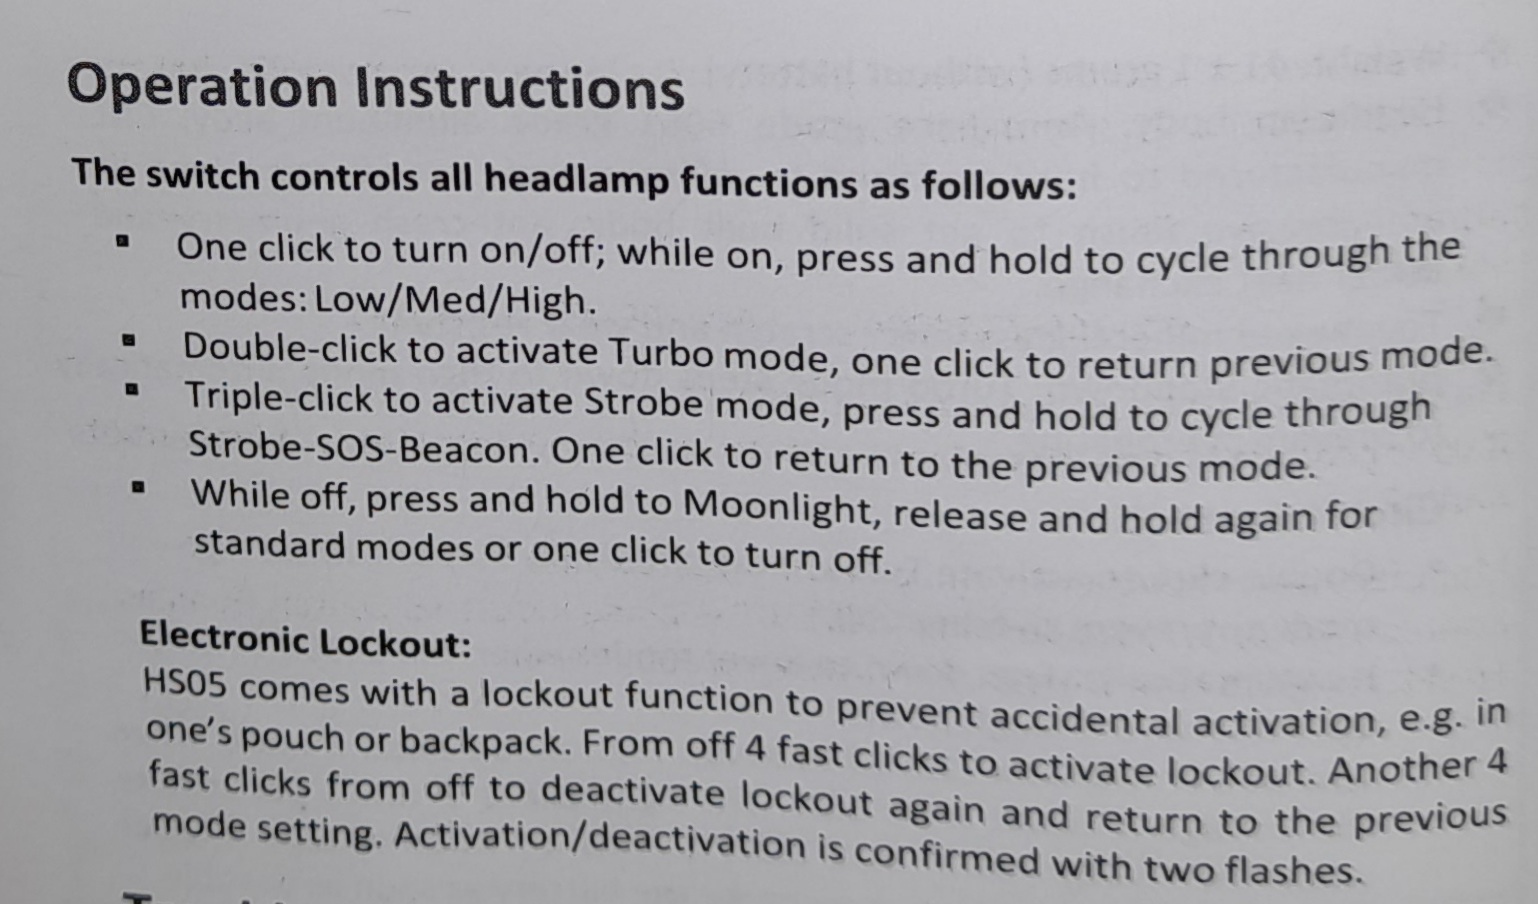 Operation Instructions
The switch controls all headlamp functions as follows:
▪ One click to turn on/off; while on, press and hold to cycle through the
modes: Low/Med/High.
▪ Double-click to activate Turbo mode, one click to return previous mode.
▪ Triple-click to activate Strobe mode, press and hold to cycle through
Strobe-SOS-Beacon. One click to return to the previous mode.
▪ While off, press and hold to Moonlight, release and hold again for
standard modes or one click to turn off.
Electronic Lockout:
HS05 comes with a lockout function to prevent accidental activation, e.g. in
one's pouch or backpack. From off 4 fast clicks to activate lockout. Another 4
fast clicks from off to deactivate lockout again and return to the previous
mode setting. Activation/deactivation is confirmed with two flashes.